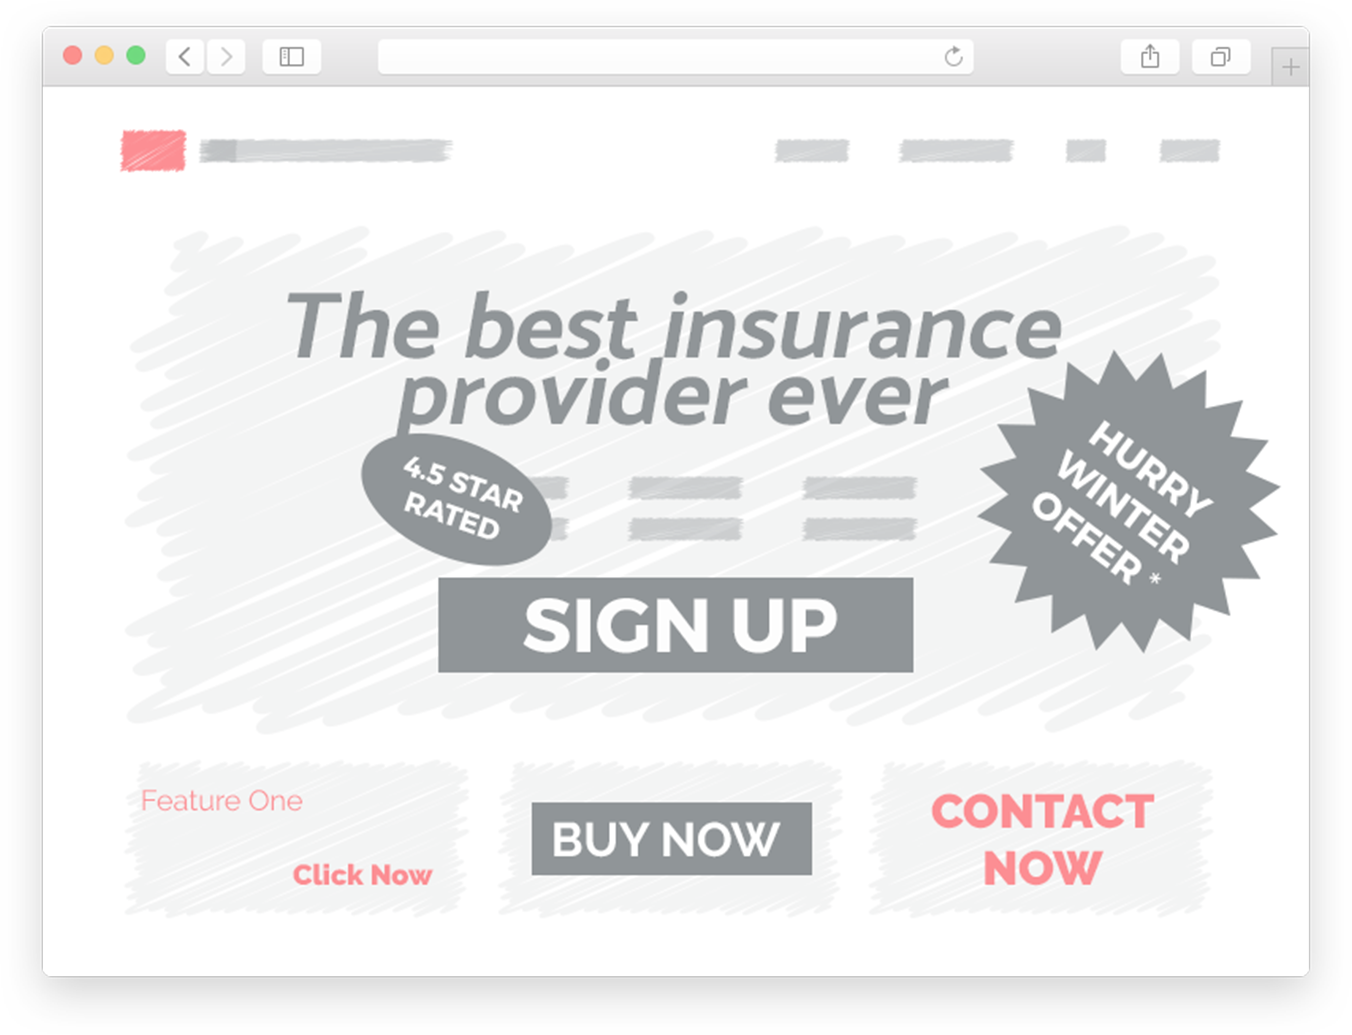 The best insurance
provider ever
4.5 STAR
RATED
HURRY
WINTER
OFFER *
SIGN UP
Feature One
Click Now
BUY NOW
CONTACT
NOW